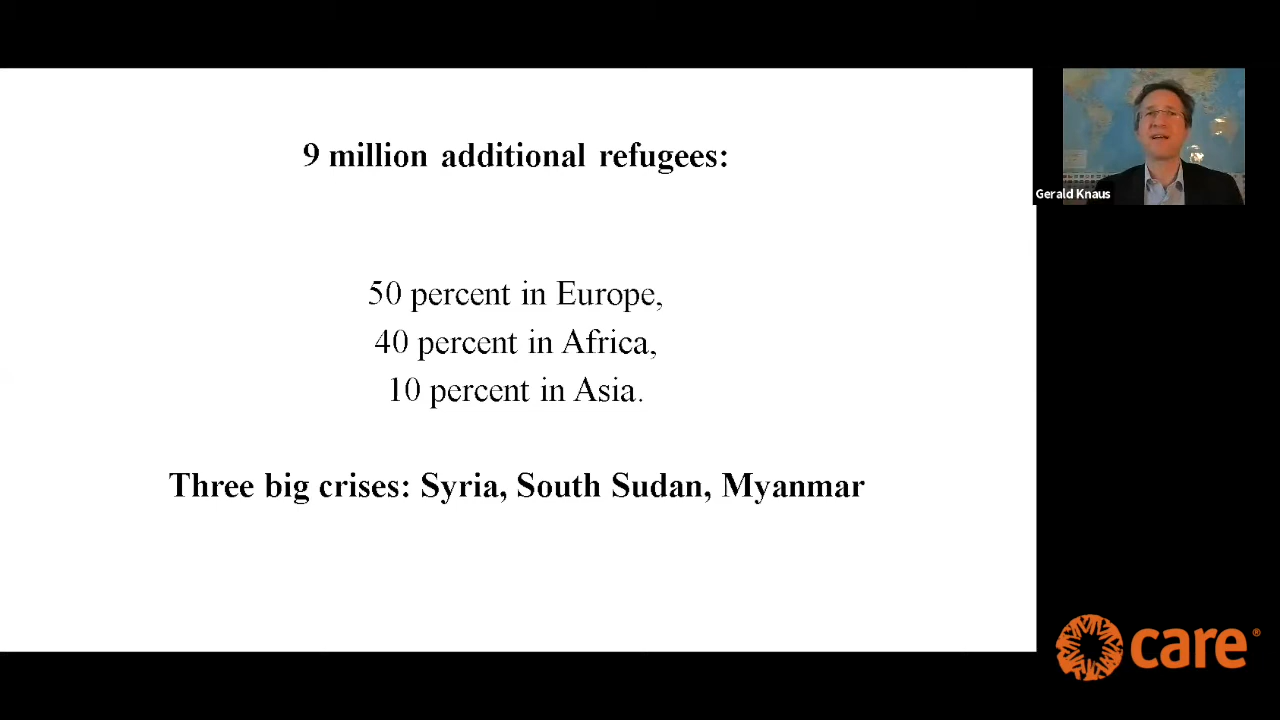 9 million additional refugees:
50 percent in Europe,
40 percent in Africa,
10 percent in Asia.
Three big crises: Syria, South Sudan, Myanmar
Gerald Knaus
care®